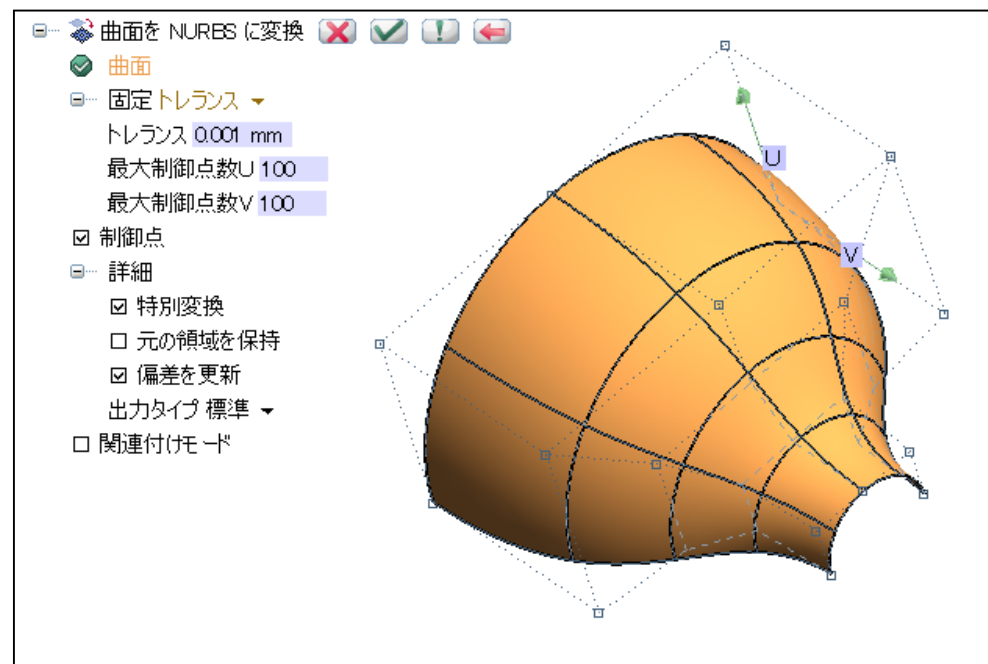 曲面を NURBS に変換
曲面
固定 トレランス
トレランス 0.001 mm
最大制御点数U 100
最大制御点数V 100
制御点
詳細
特別変換
元の領域を保持
偏差を更新
出力タイプ 標準
関連付けモード
U
V